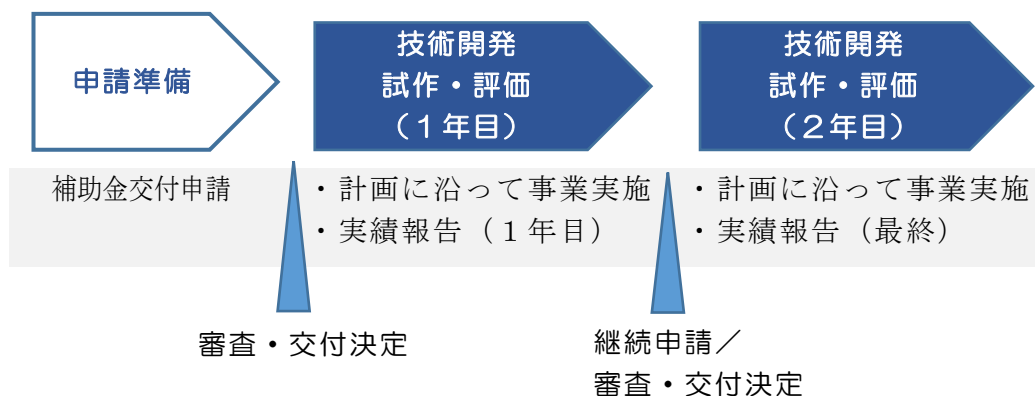 申請準備
技術開発
試作・評価
（１年目）
技術開発
試作・評価
（２年目）
補助金交付申請
・計画に沿って事業実施
・実績報告（１年目）
・計画に沿って事業実施
・実績報告（最終）
審査・交付決定
継続申請／
審査・交付決定